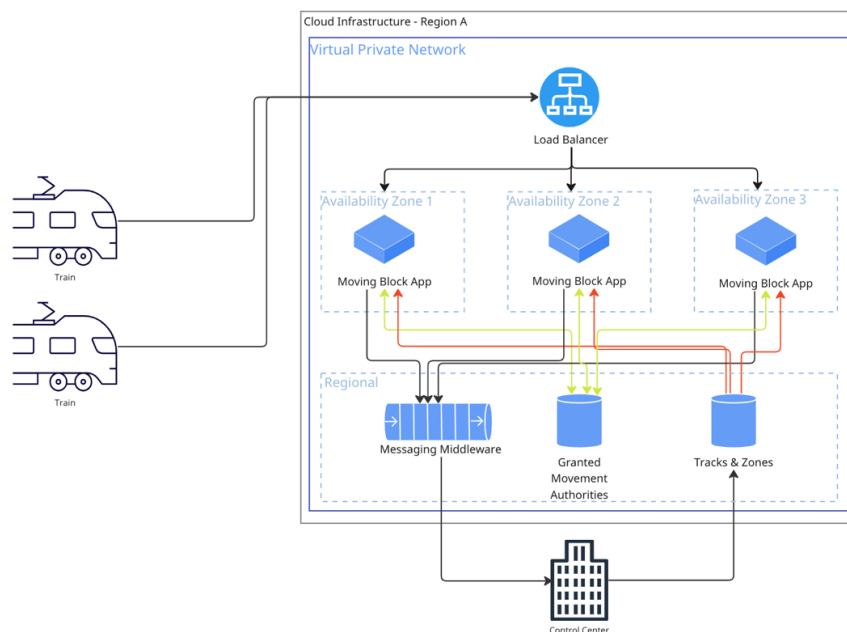 Cloud Infrastructure - Region A
Virtual Private Network
Load Balancer
Availability Zone 1
Availability Zone 2
Availability Zone 3
Moving Block App
Moving Block App
Moving Block App
Train
Train
Regional
Messaging Middleware
Granted
Movement
Authorities
Tracks & Zones
Control Center